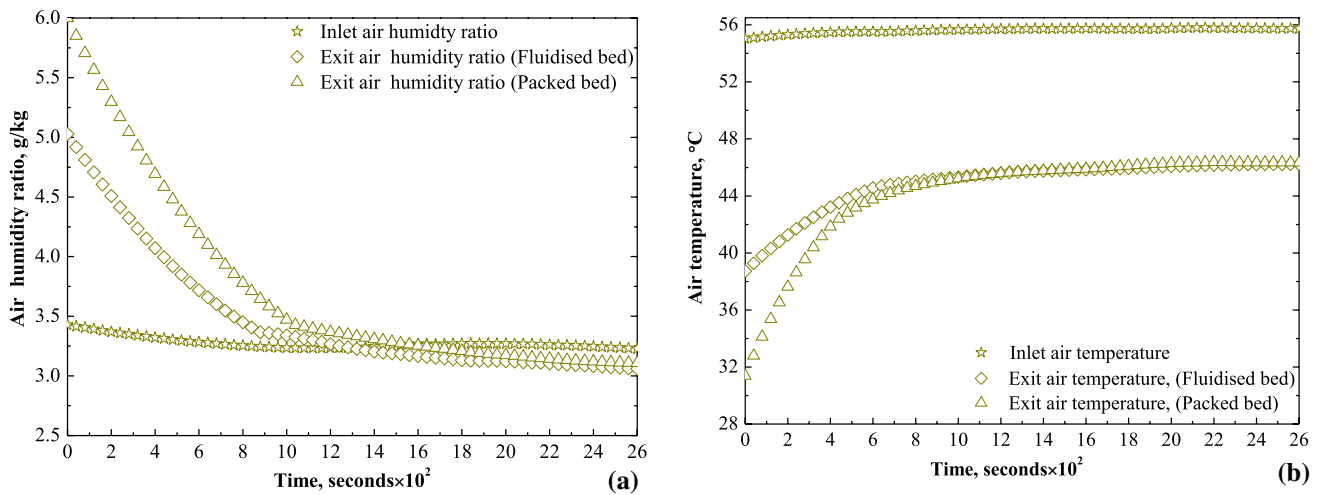 6.0
5.5
5.0
4.5
4.0
3.5
3.0
2.5
Air humidity ratio, g/kg
Inlet air humidty ratio
Exit air humidity ratio (Fluidised bed)
Exit air humidity ratio (Packed bed)
0 2 4 6 8 10 12 14 16 18 20 22 24 26
Time, seconds×10²
(a)
56
52
48
44
40
36
32
28
Air temperature, °C
Inlet air temperature
Exit air temperature, (Fluidised bed)
Exit air temperature, (Packed bed)
0 2 4 6 8 10 12 14 16 18 20 22 24 26
Time, seconds×10²
(b)